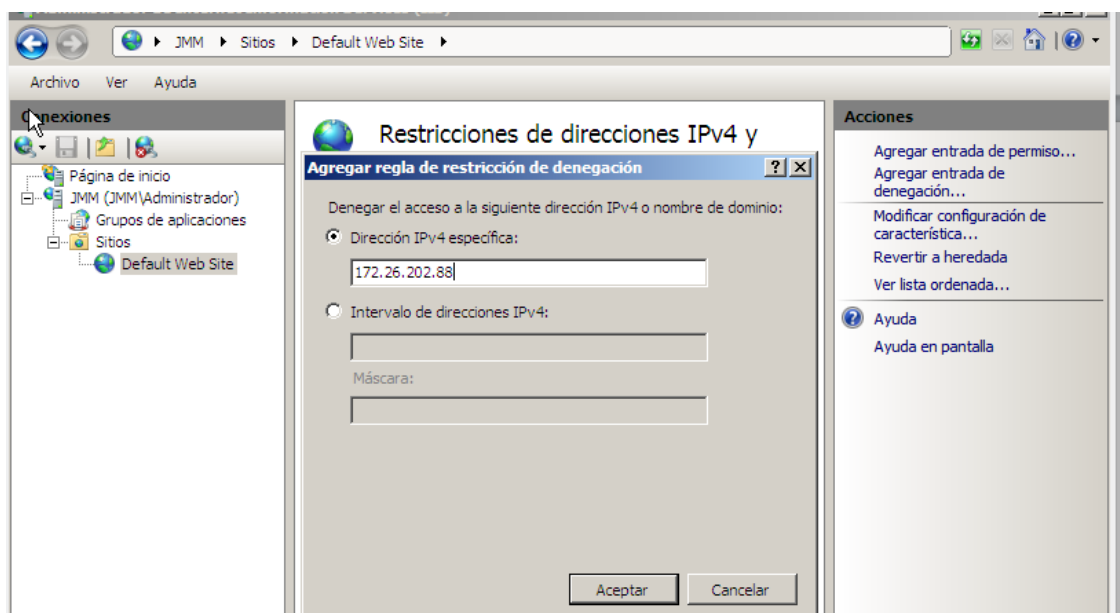 JMM Sitios Default Web Site
Archivo Ver Ayuda
Conexiones
Página de inicio
JMM (JMM\Administrador)
Grupos de aplicaciones
Sitios
Default Web Site
Restricciones de direcciones IPv4 y
Agregar regla de restricción de denegación
Denegar el acceso a la siguiente dirección IPv4 o nombre de dominio:
Dirección IPv4 específica:
172.26.202.88
Intervalo de direcciones IPv4:
Máscara:
Aceptar Cancelar
Acciones
Agregar entrada de permiso...
Agregar entrada de
denegación...
Modificar configuración de
característica...
Revertir a heredada
Ver lista ordenada...
Ayuda
Ayuda en pantalla